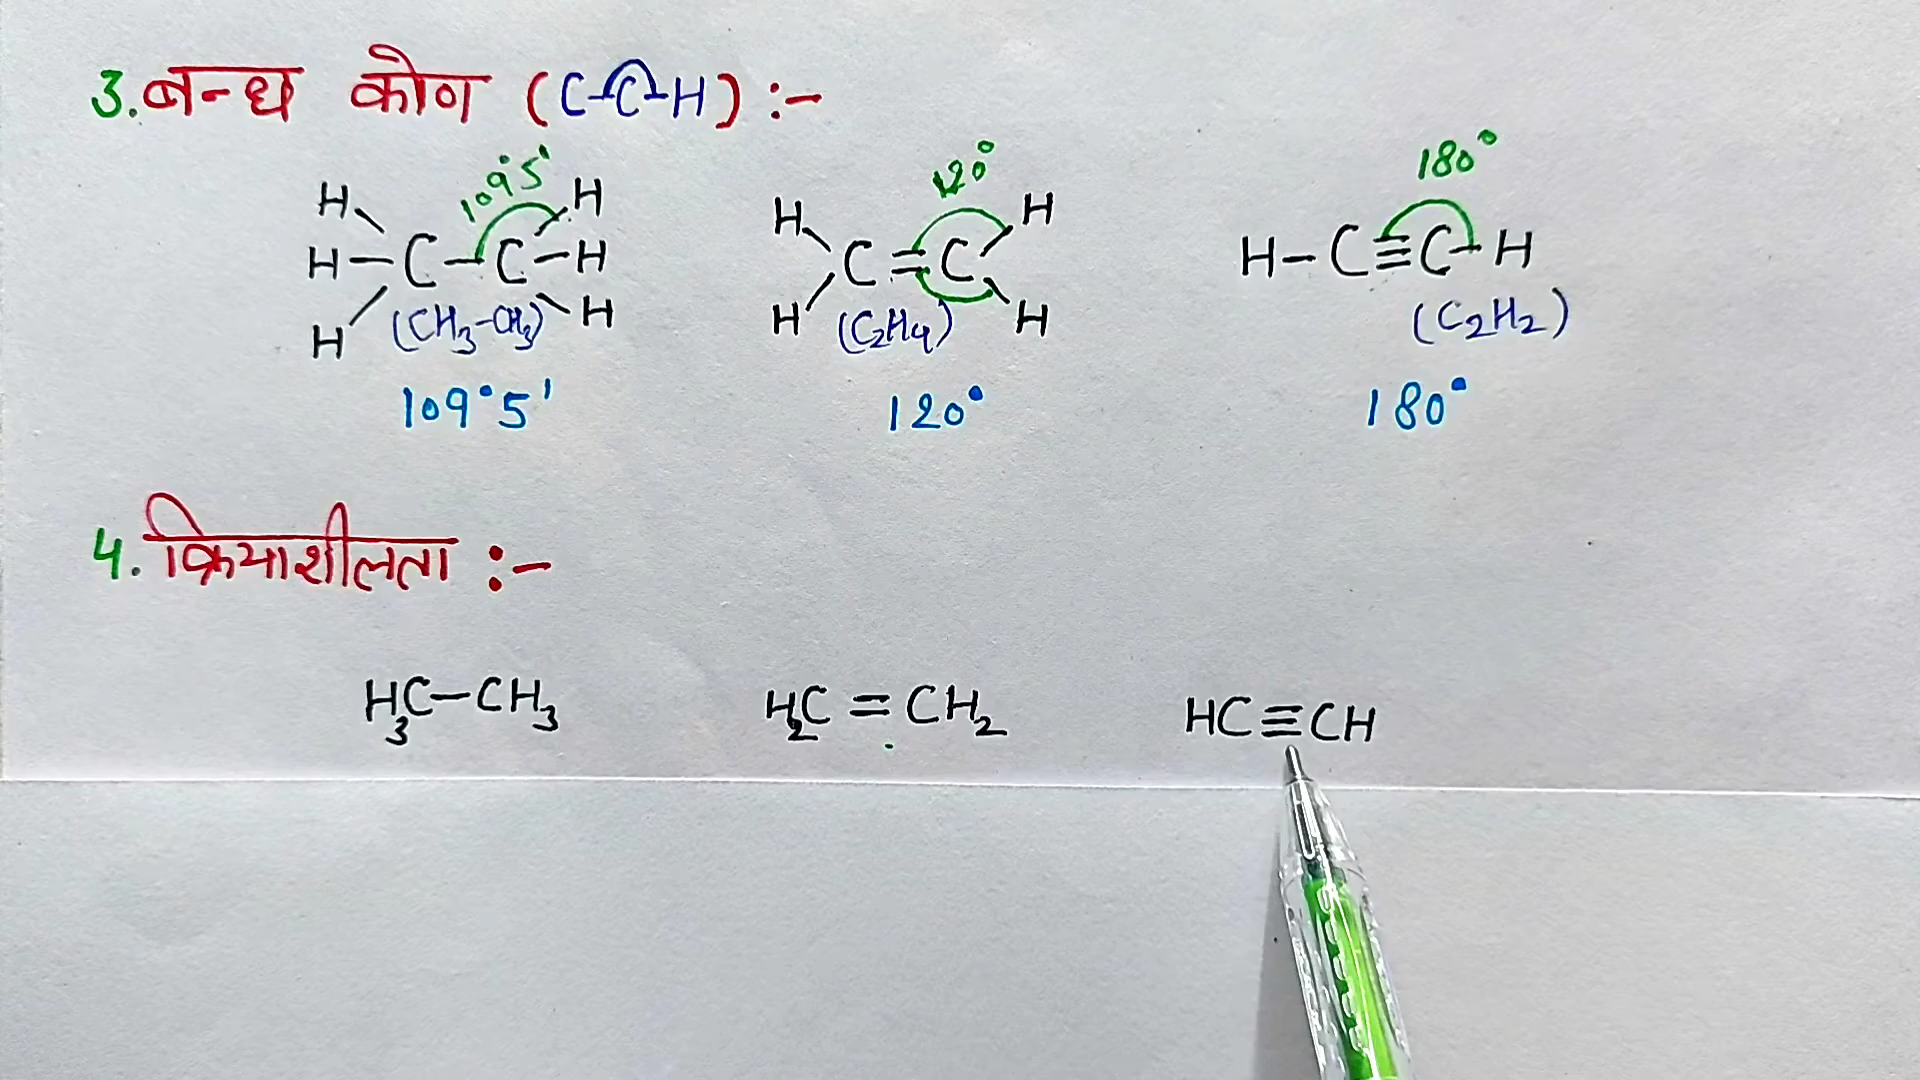 3. बन्ध कोण (C-C-H) :-
109°5' 120° 180°
H H H H
H-C-C-H C=C H-C≡C-H
H (CH₃-CH₃) H H (C₂H₄) H (C₂H₂)
109°5' 120° 180°
4. क्रियाशीलता :-
H₃C-CH₃ H₂C=CH₂ HC≡CH